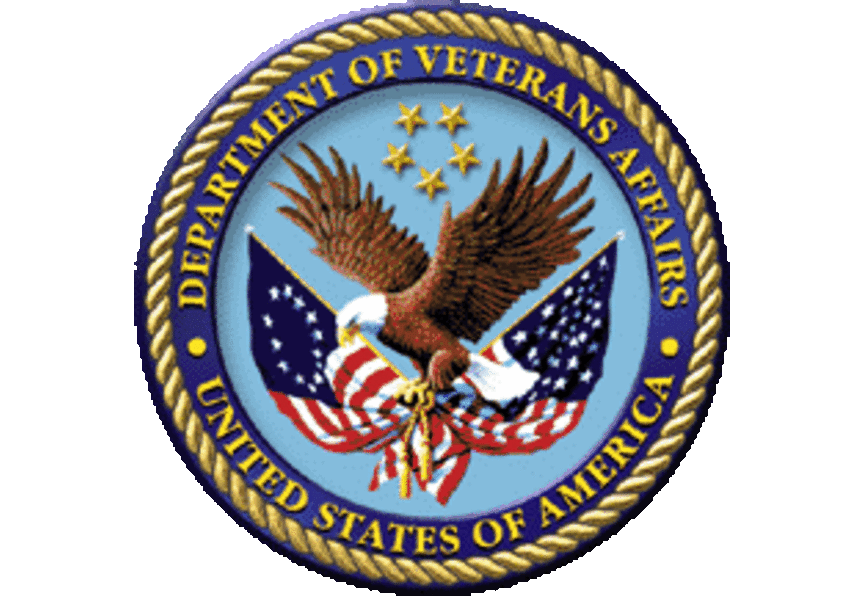 DEPARTMENT OF VETERANS AFFAIRS
UNITED STATES OF AMERICA